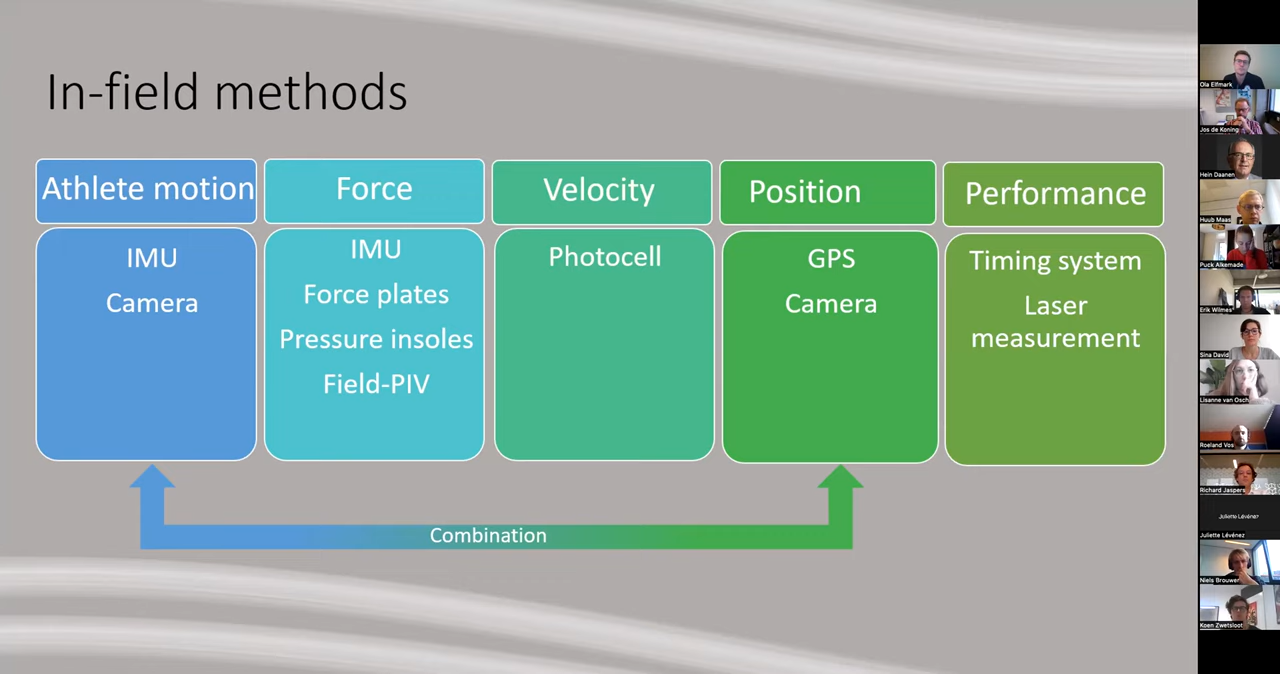 In-field methods
Athlete motion
Force
Velocity
Position
Performance
IMU
Camera
IMU
Force plates
Pressure insoles
Field-PIV
Photocell
GPS
Camera
Timing system
Laser
measurement
Combination
Ola Elfmark
Jos de Koning
Hein Daanen
Huub Maas
Puck Alkemade
Erik Wilmes
Sina David
Lisanne van Osch
Roeland Vos
Richard Jaspers
Juliette Lévénez
Juliette Lévénez
Niels Brouwer
Koen Zwetsloot